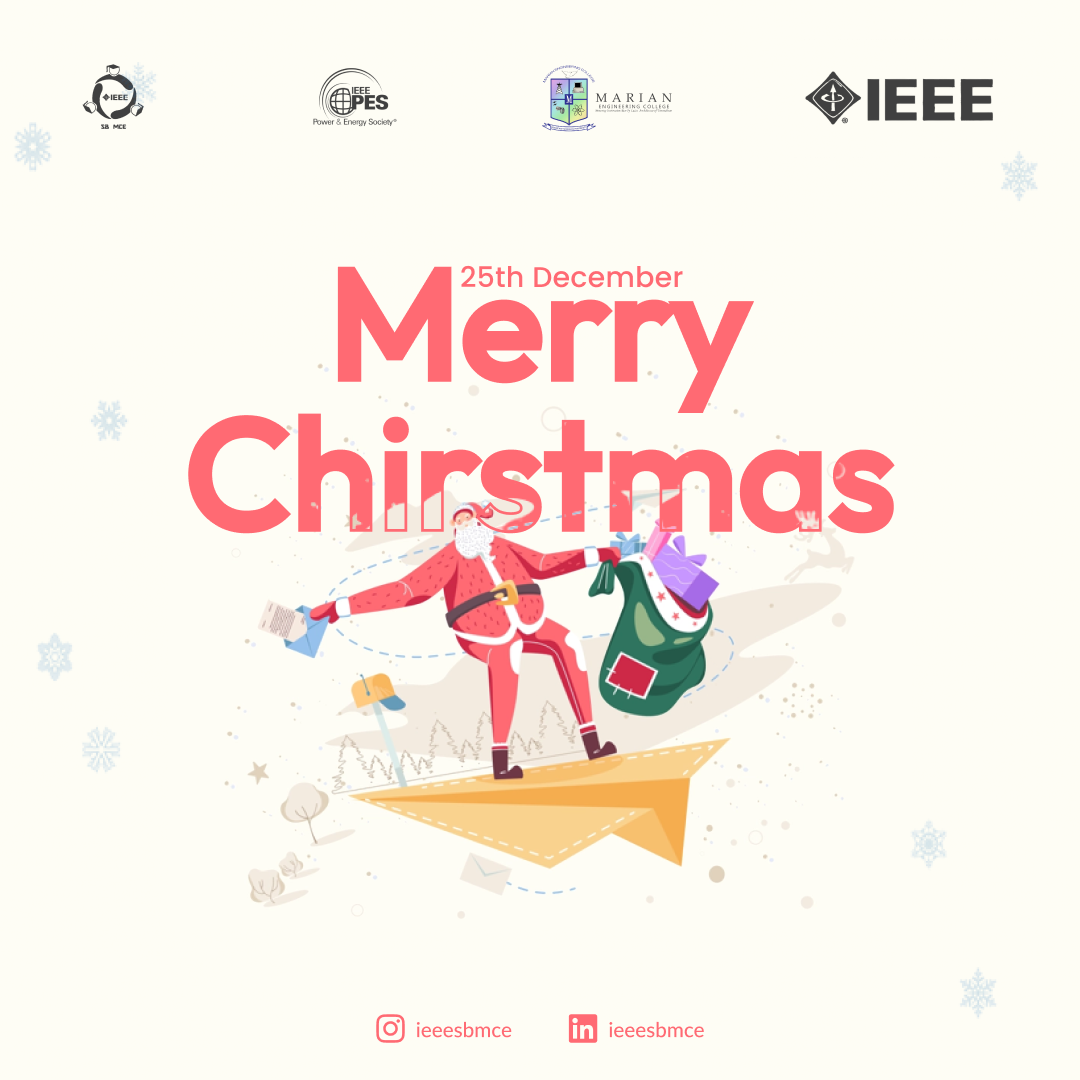 IEEE
SB MCE
IEEE
PES
Power & Energy Society®
MARIAN
ENGINEERING COLLEGE
IEEE
25th December
Merry
Chirstmas
ieeesbmce
ieeesbmce